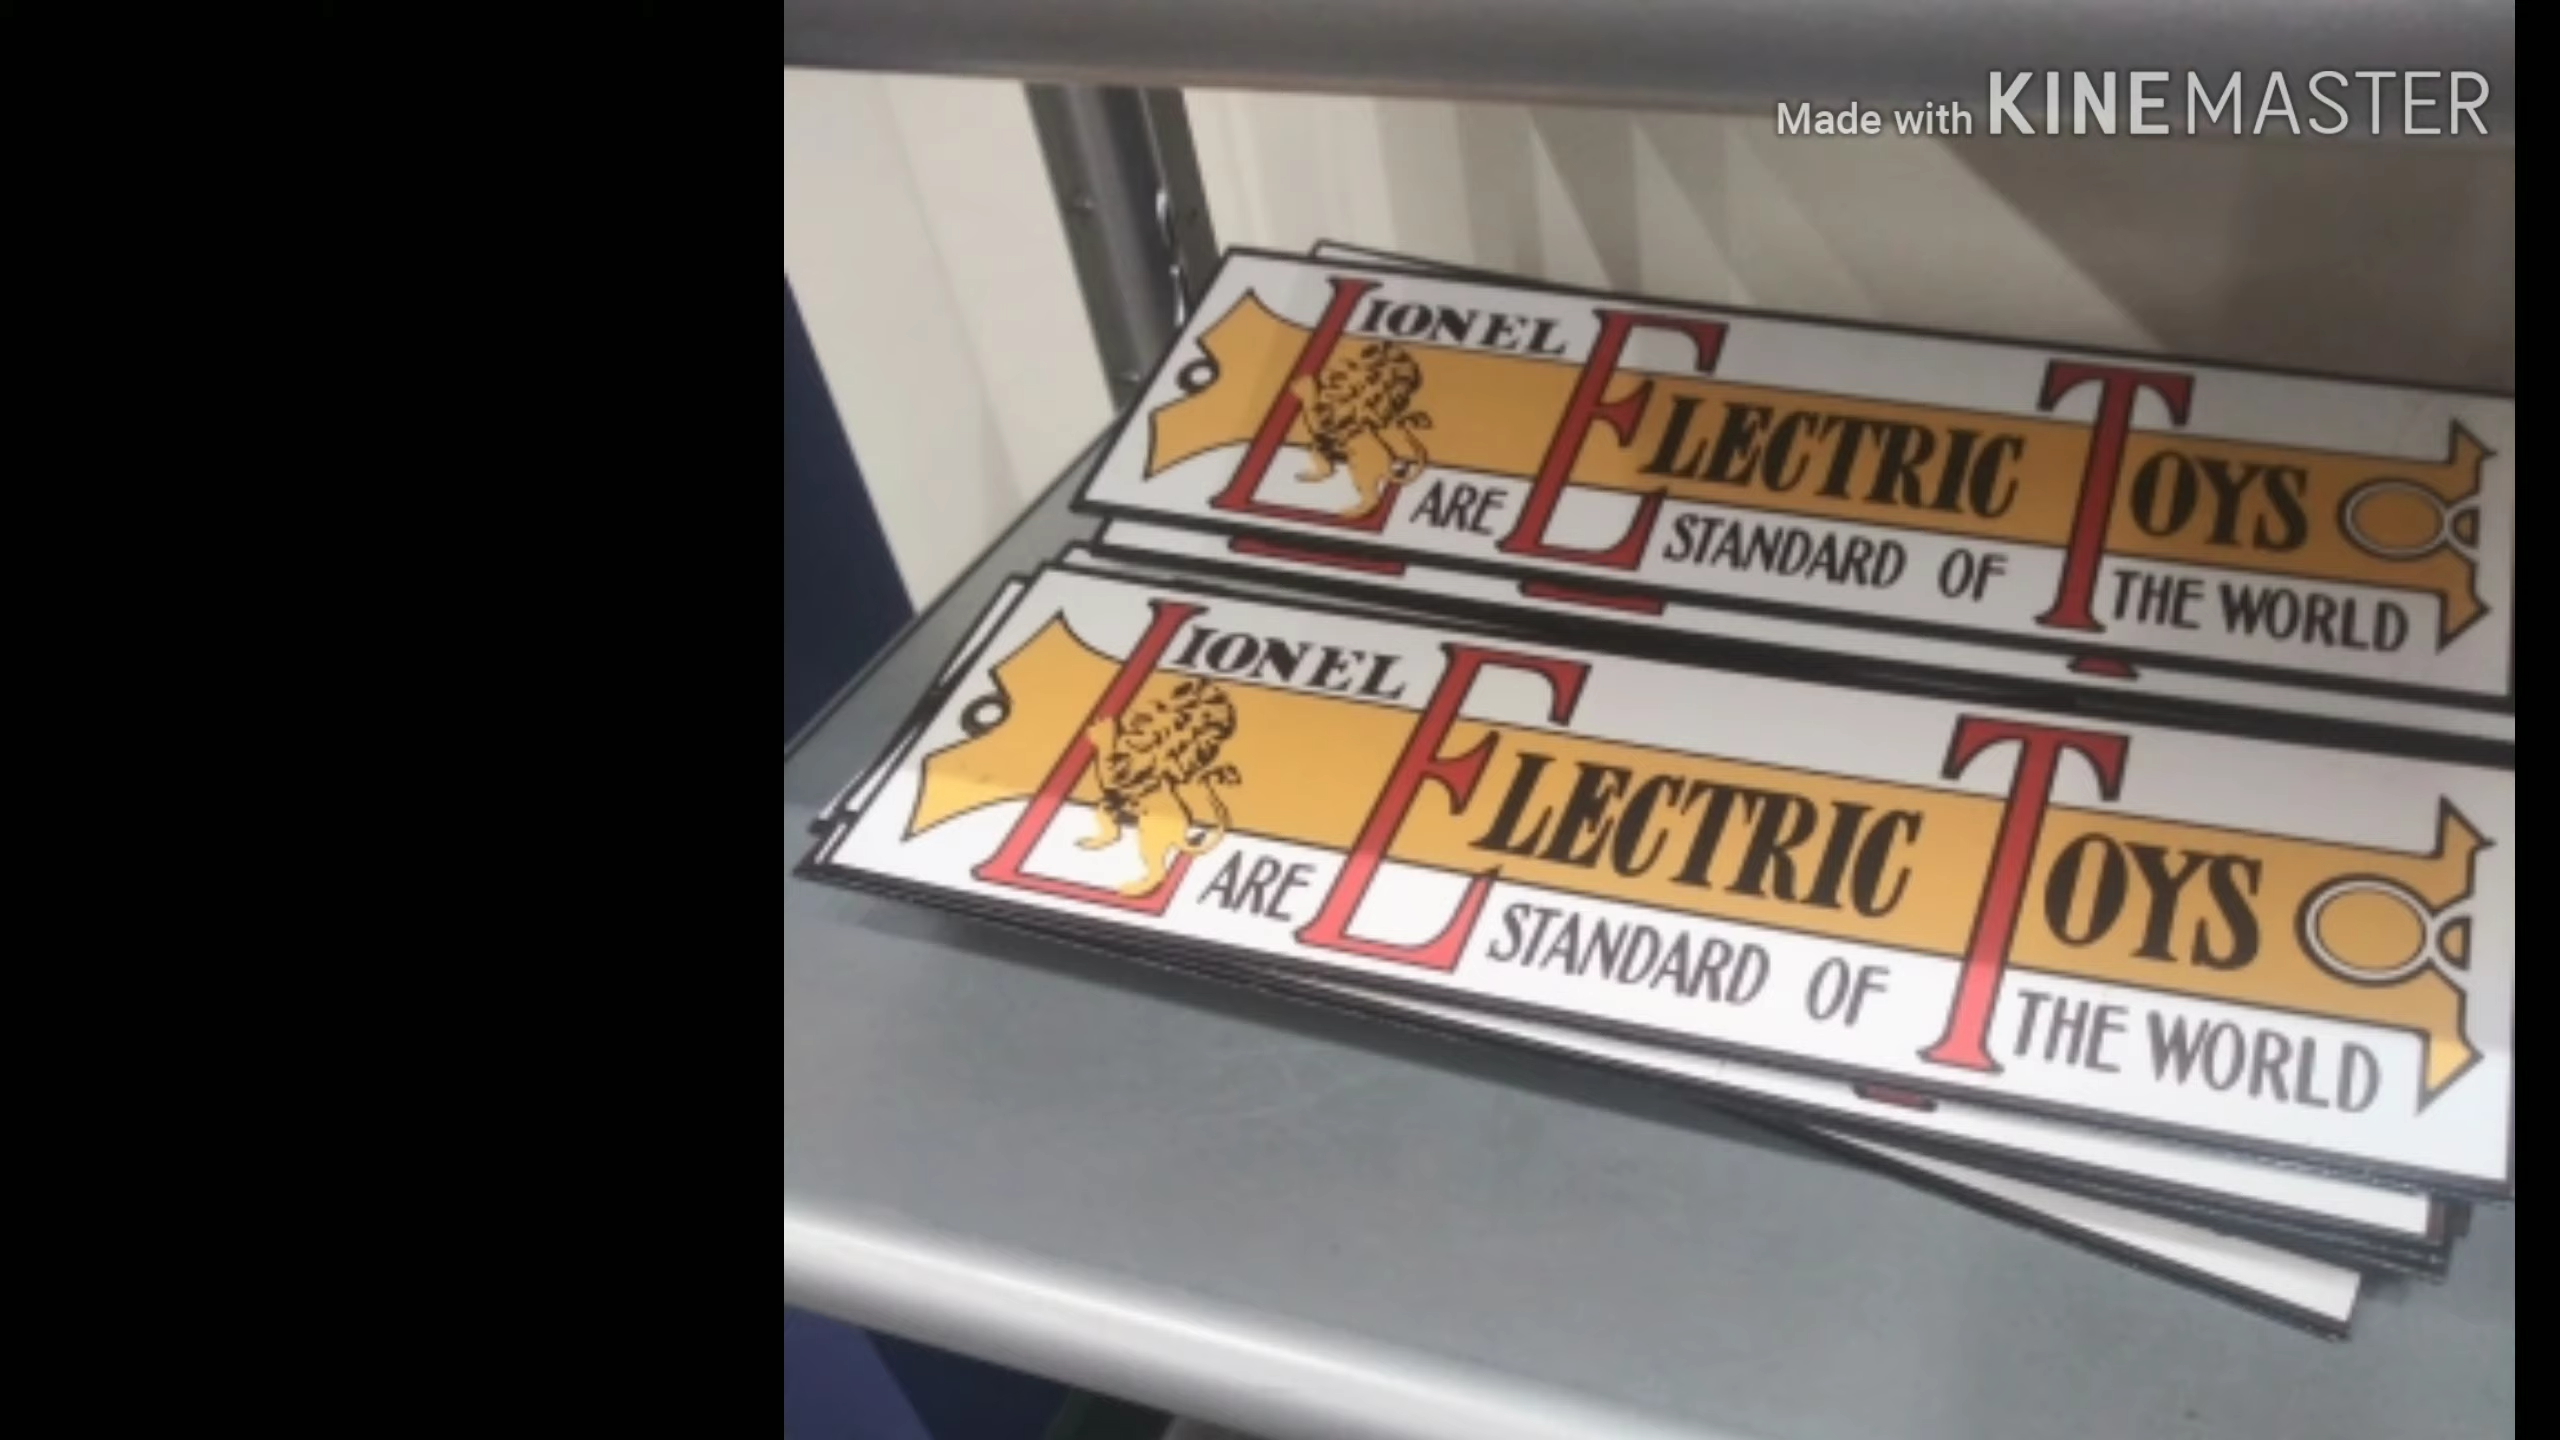 Made with KINEMASTER
LIONEL ELECTRIC TOYS
ARE STANDARD OF THE WORLD
LIONEL ELECTRIC TOYS
ARE STANDARD OF THE WORLD